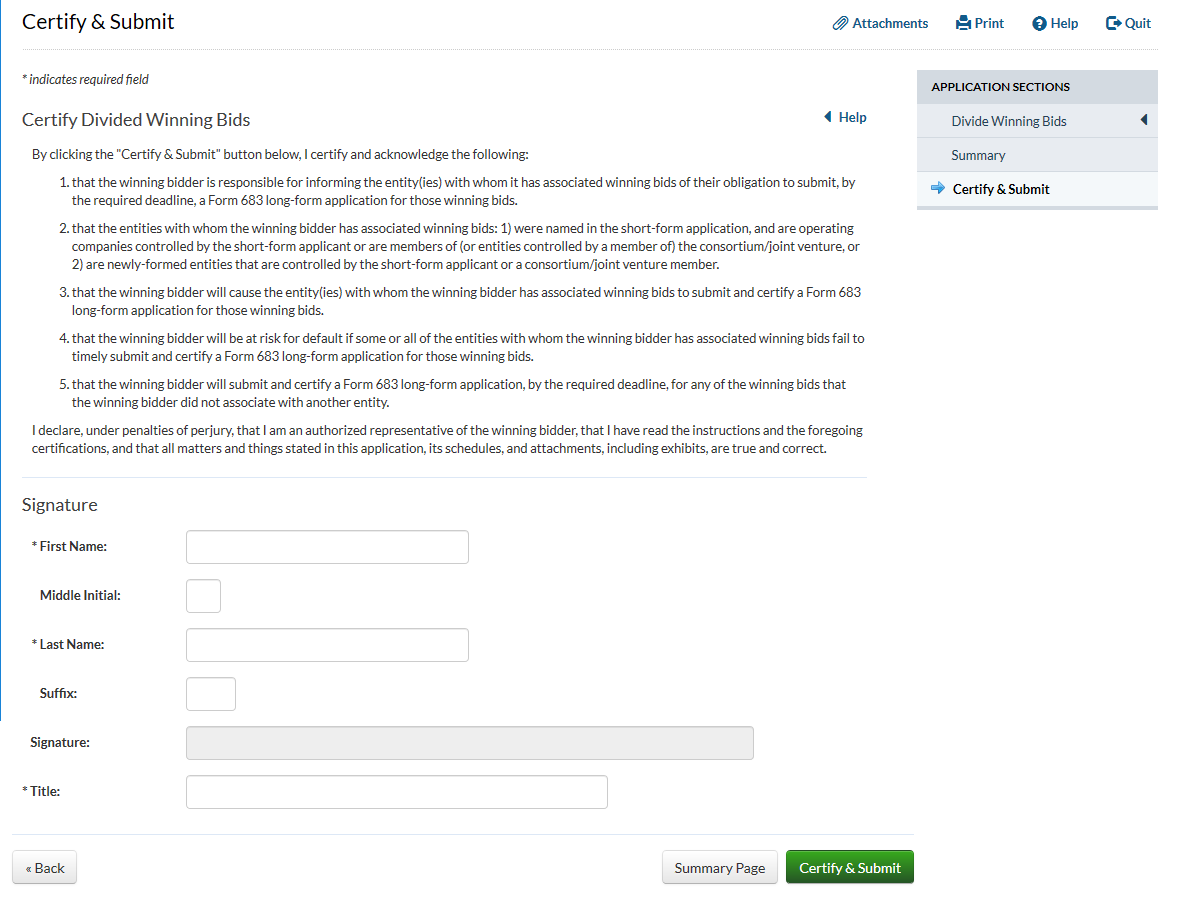 Certify & Submit
Attachments
Print
Help
Quit
* indicates required field
Certify Divided Winning Bids
Help
By clicking the "Certify & Submit" button below, I certify and acknowledge the following:
1. that the winning bidder is responsible for informing the entity(ies) with whom it has associated winning bids of their obligation to submit, by
the required deadline, a Form 683 long-form application for those winning bids.
2. that the entities with whom the winning bidder has associated winning bids: 1) were named in the short-form application, and are operating
companies controlled by the short-form applicant or are members of (or entities controlled by a member of) the consortium/joint venture, or
2) are newly-formed entities that are controlled by the short-form applicant or a consortium/joint venture member.
3. that the winning bidder will cause the entity(ies) with whom the winning bidder has associated winning bids to submit and certify a Form 683
long-form application for those winning bids.
4. that the winning bidder will be at risk for default if some or all of the entities with whom the winning bidder has associated winning bids fail to
timely submit and certify a Form 683 long-form application for those winning bids.
5. that the winning bidder will submit and certify a Form 683 long-form application, by the required deadline, for any of the winning bids that
the winning bidder did not associate with another entity.
I declare, under penalties of perjury, that I am an authorized representative of the winning bidder, that I have read the instructions and the foregoing
certifications, and that all matters and things stated in this application, its schedules, and attachments, including exhibits, are true and correct.
APPLICATION SECTIONS
Divide Winning Bids
Summary
Certify & Submit
Signature
* First Name:
Middle Initial:
* Last Name:
Suffix:
Signature:
* Title:
« Back
Summary Page
Certify & Submit